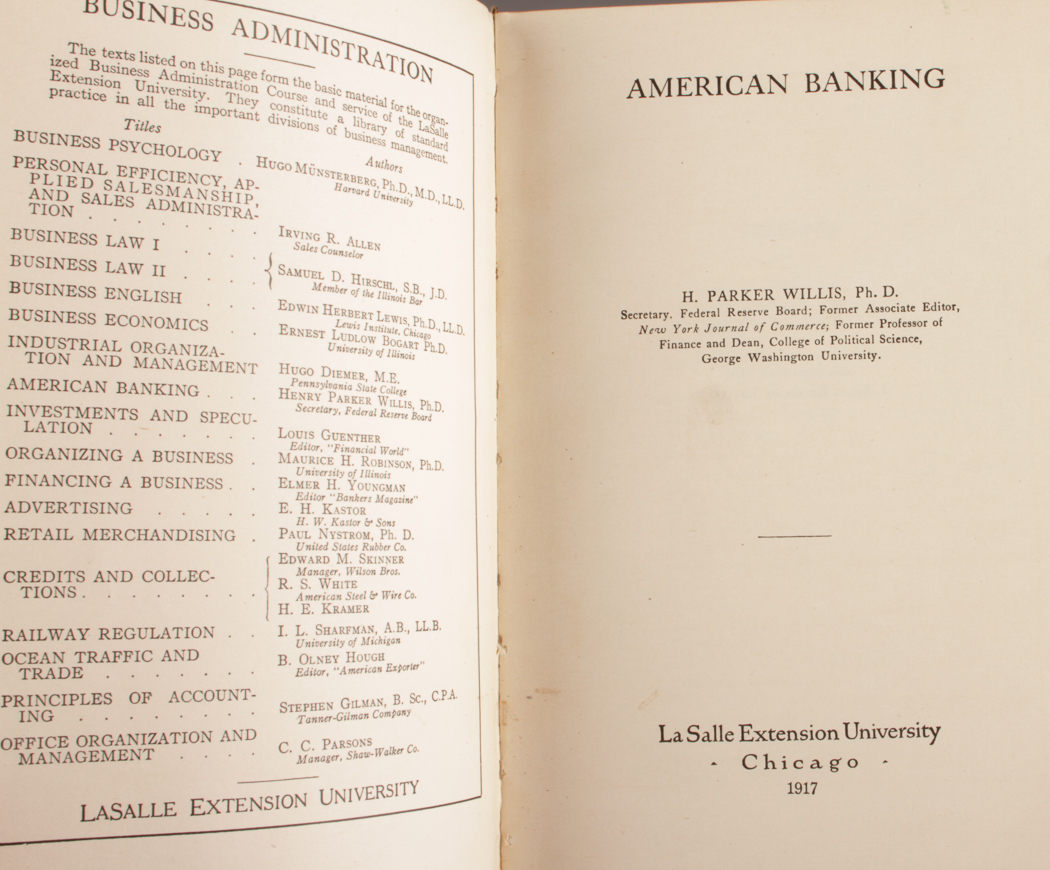 BUSINESS ADMINISTRATION
The texts listed on this page form the basic material for the organ-
ized Business Administration Course and service of the LaSalle
Extension University. They constitute a library of standard
practice in all the important divisions of business management.
Titles
Authors
BUSINESS PSYCHOLOGY . HUGO MÜNSTERBERG, Ph.D., M.D., LL.D.
Harvard University
PERSONAL EFFICIENCY, AP-
PLIED SALESMANSHIP,
AND SALES ADMINISTRA-
TION . . . . . . . IRVING R. ALLEN
Sales Counselor
BUSINESS LAW I . . . .
BUSINESS LAW II . . . . { SAMUEL D. HIRSCHL, S.B., J.D.
Member of the Illinois Bar
BUSINESS ENGLISH . . . EDWIN HERBERT LEWIS, Ph.D., LL.D.
Lewis Institute, Chicago
BUSINESS ECONOMICS . . ERNEST LUDLOW BOGART Ph.D.
University of Illinois
INDUSTRIAL ORGANIZA-
TION AND MANAGEMENT HUGO DIEMER, M.E.
Pennsylvania State College
AMERICAN BANKING . . . HENRY PARKER WILLIS, Ph.D.
Secretary, Federal Reserve Board
INVESTMENTS AND SPECU-
LATION . . . . . . . LOUIS GUENTHER
Editor, "Financial World"
ORGANIZING A BUSINESS . MAURICE H. ROBINSON, Ph.D.
University of Illinois
FINANCING A BUSINESS . . ELMER H. YOUNGMAN
Editor "Bankers Magazine"
ADVERTISING . . . . . E. H. KASTOR
H. W. Kastor & Sons
RETAIL MERCHANDISING . PAUL NYSTROM, Ph. D.
United States Rubber Co.
CREDITS AND COLLEC-
TIONS . . . . . . . { EDWARD M. SKINNER
Manager, Wilson Bros.
R. S. WHITE
American Steel & Wire Co.
H. E. KRAMER
RAILWAY REGULATION . . I. L. SHARFMAN, A.B., LL.B.
University of Michigan
OCEAN TRAFFIC AND
TRADE . . . . . . . B. OLNEY HOUGH
Editor, "American Exporter"
PRINCIPLES OF ACCOUNT-
ING . . . . . . . . STEPHEN GILMAN, B. Sc., C.P.A.
Tanner-Gilman Company
OFFICE ORGANIZATION AND
MANAGEMENT . . . . C. C. PARSONS
Manager, Shaw-Walker Co.
LASALLE EXTENSION UNIVERSITY
AMERICAN BANKING
H. PARKER WILLIS, Ph. D.
Secretary. Federal Reserve Board; Former Associate Editor,
New York Journal of Commerce; Former Professor of
Finance and Dean, College of Political Science,
George Washington University.
La Salle Extension University
- Chicago -
1917